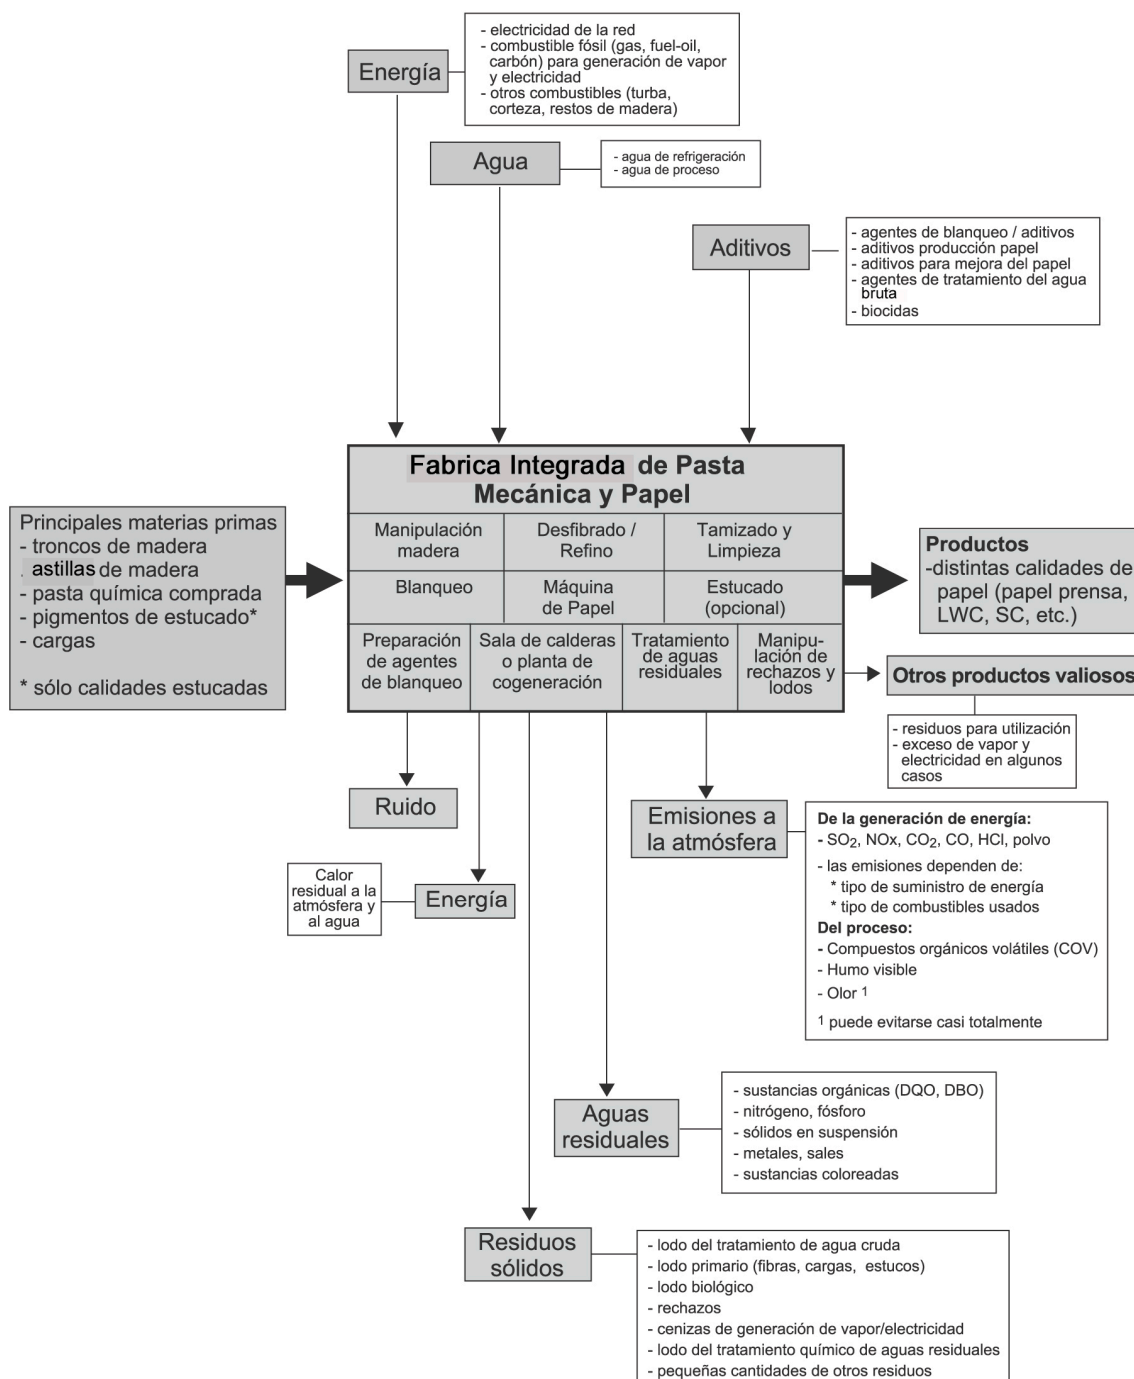 Energía
- electricidad de la red
- combustible fósil (gas, fuel-oil,
carbón) para generación de vapor
y electricidad
- otros combustibles (turba,
corteza, restos de madera)
Agua
- agua de refrigeración
- agua de proceso
Aditivos
- agentes de blanqueo / aditivos
- aditivos producción papel
- aditivos para mejora del papel
- agentes de tratamiento del agua
bruta
- biocidas
Principales materias primas
- troncos de madera
. astillas de madera
- pasta química comprada
- pigmentos de estucado*
- cargas
* sólo calidades estucadas
Fabrica Integrada de Pasta
Mecánica y Papel
Manipulación
madera
Desfibrado /
Refino
Tamizado y
Limpieza
Blanqueo
Máquina
de Papel
Estucado
(opcional)
Preparación
de agentes
de blanqueo
Sala de calderas
o planta de
cogeneración
Tratamiento
de aguas
residuales
Manipu-
lación de
rechazos y
lodos
Productos
-distintas calidades de
papel (papel prensa,
LWC, SC, etc.)
Otros productos valiosos
- residuos para utilización
- exceso de vapor y
electricidad en algunos
casos
Ruido
Calor
residual a la
atmósfera y
al agua
Energía
Emisiones a
la atmósfera
De la generación de energía:
- SO2, NOx, CO2, CO, HCl, polvo
- las emisiones dependen de:
* tipo de suministro de energía
* tipo de combustibles usados
Del proceso:
- Compuestos orgánicos volátiles (COV)
- Humo visible
- Olor 1
1 puede evitarse casi totalmente
Aguas
residuales
- sustancias orgánicas (DQO, DBO)
- nitrógeno, fósforo
- sólidos en suspensión
- metales, sales
- sustancias coloreadas
Residuos
sólidos
- lodo del tratamiento de agua cruda
- lodo primario (fibras, cargas, estucos)
- lodo biológico
- rechazos
- cenizas de generación de vapor/electricidad
- lodo del tratamiento químico de aguas residuales
- pequeñas cantidades de otros residuos